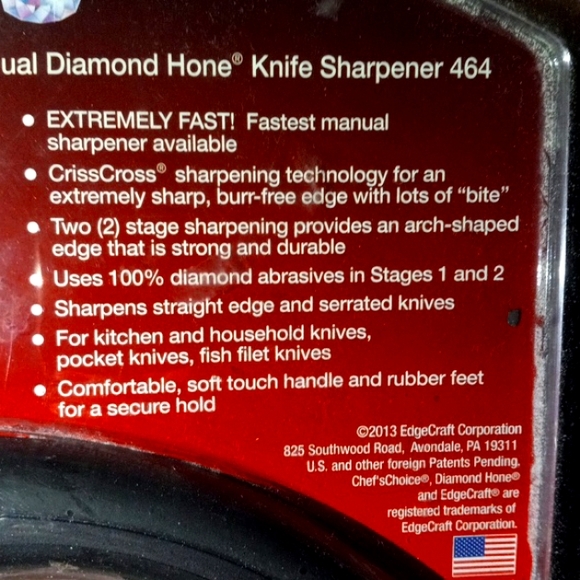 ual Diamond Hone® Knife Sharpener 464
• EXTREMELY FAST! Fastest manual
sharpener available
• CrissCross® sharpening technology for an
extremely sharp, burr-free edge with lots of “bite”
• Two (2) stage sharpening provides an arch-shaped
edge that is strong and durable
• Uses 100% diamond abrasives in Stages 1 and 2
• Sharpens straight edge and serrated knives
• For kitchen and household knives,
pocket knives, fish filet knives
• Comfortable, soft touch handle and rubber feet
for a secure hold
©2013 EdgeCraft Corporation
825 Southwood Road, Avondale, PA 19311
U.S. and other foreign Patents Pending.
Chef'sChoice®, Diamond Hone®
and EdgeCraft® are
registered trademarks of
EdgeCraft Corporation.